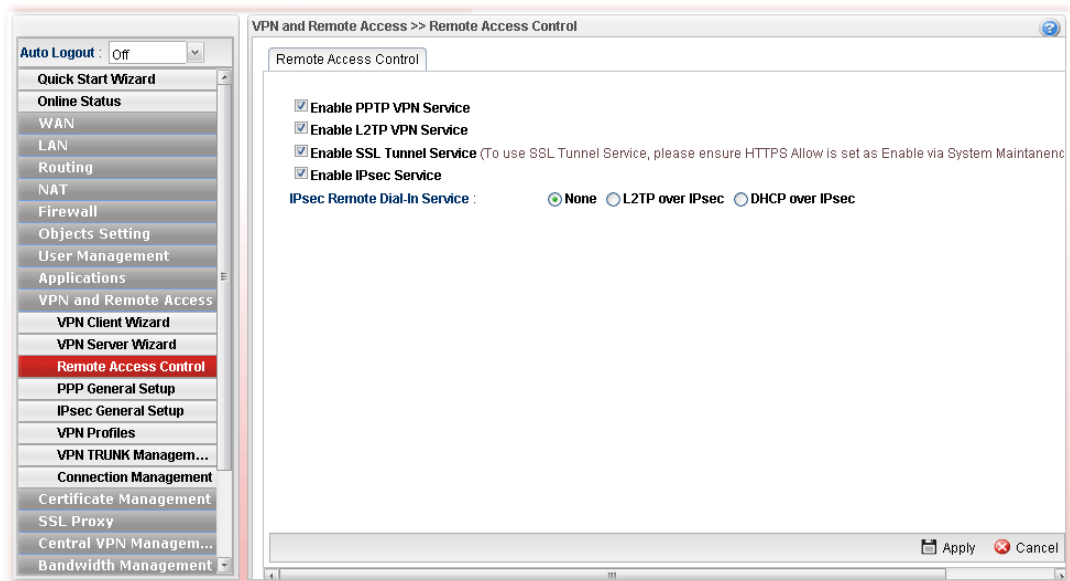 VPN and Remote Access >> Remote Access Control
Auto Logout : Off
Quick Start Wizard
Online Status
WAN
LAN
Routing
NAT
Firewall
Objects Setting
User Management
Applications
VPN and Remote Access
VPN Client Wizard
VPN Server Wizard
Remote Access Control
PPP General Setup
IPsec General Setup
VPN Profiles
VPN TRUNK Managem...
Connection Management
Certificate Management
SSL Proxy
Central VPN Managem...
Bandwidth Management
Remote Access Control
Enable PPTP VPN Service
Enable L2TP VPN Service
Enable SSL Tunnel Service (To use SSL Tunnel Service, please ensure HTTPS Allow is set as Enable via System Maintanenc
Enable IPsec Service
IPsec Remote Dial-In Service : None L2TP over IPsec DHCP over IPsec
Apply Cancel